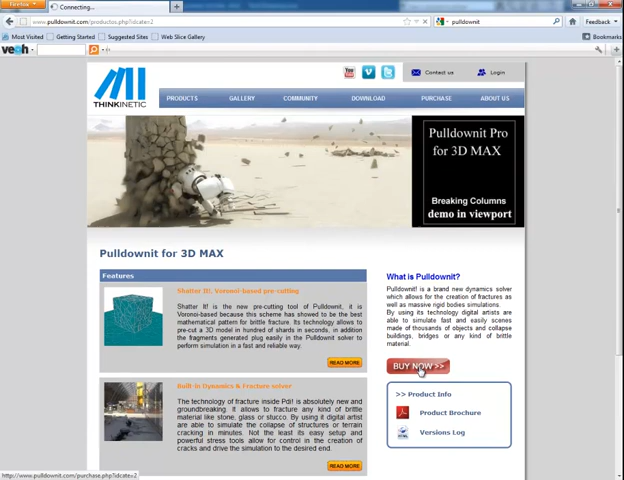 Firefox
Connecting...
www.pulldownit.com/productos.php?idcate=2
pulldownit
Feedback
Most Visited
Getting Started
Suggested Sites
Web Slice Gallery
Bookmarks
veoh
Contact us
Login
THINKINETIC
PRODUCTS
GALLERY
COMMUNITY
DOWNLOAD
PURCHASE
ABOUT US
Pulldownit Pro
for 3D MAX
Breaking Columns
demo in viewport
Pulldownit for 3D MAX
Features
Shatter It!, Voronoi-based pre-cutting
Shatter It! is the new pre-cutting tool of Pulldownit, it is
Voronoi-based because this scheme has showed to be the best
mathematical pattern for brittle fracture. Its technology allows to
pre-cut a 3D model in hundred of shards in seconds, in addition
the fragments generated plug easily in the Pulldownit solver to
perform simulation in a fast and reliable way.
READ MORE
Built-in Dynamics & Fracture solver
The technology of fracture inside Pdi! is absolutely new and
groundbreaking. It allows to fracture any kind of brittle
material like stone, glass or stucco. By using it digital artist
are able to simulate the collapse of structures or terrain
cracking in minutes. Not the least its easy setup and
powerful stress tools allow for control in the creation of
cracks and drive the simulation to the desired end.
READ MORE
What is Pulldownit?
Pulldownit! is a brand new dynamics solver
which allows for the creation of fractures as
well as massive rigid bodies simulations.
By using its technology digital artists are
able to simulate fast and easily scenes
made of thousands of objects and collapse
buildings, bridges or any kind of brittle
material.
BUY NOW >>
>> Product Info
Product Brochure
Versions Log
http://www.pulldownit.com/purchase.php?idcate=2